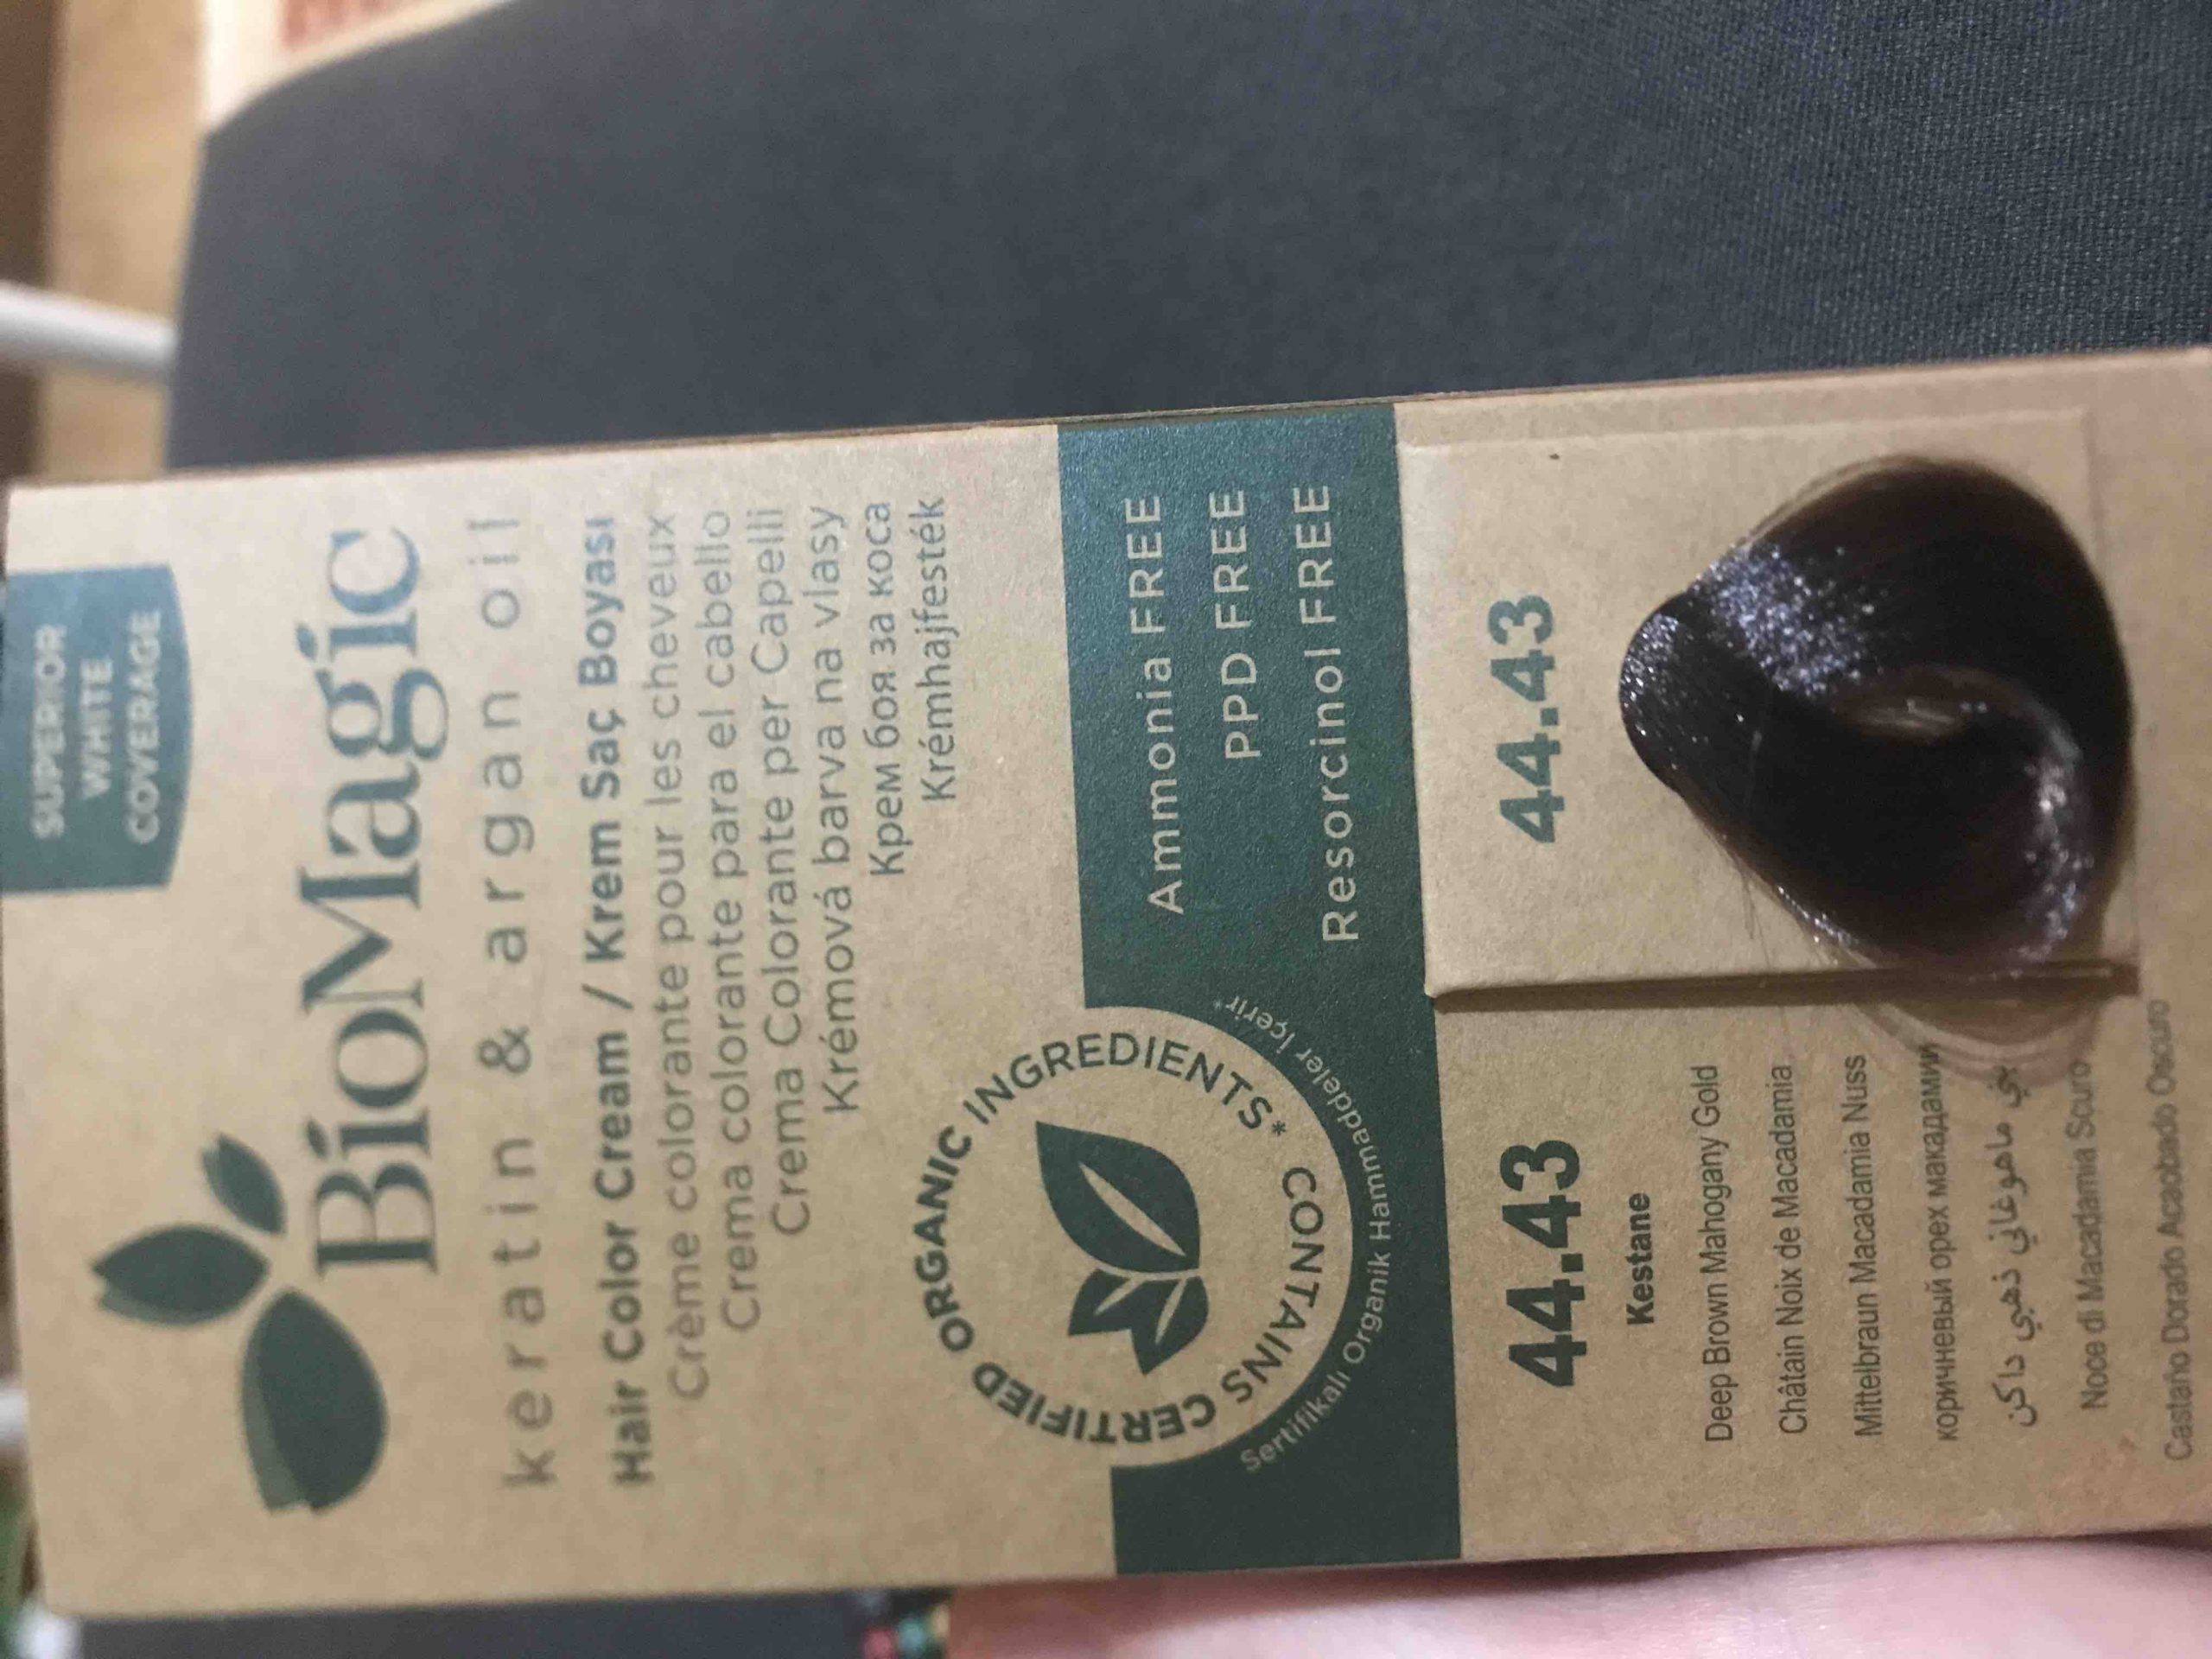 SUPERIOR
WHITE
COVERAGE
BioMagic
keratin & argan oil
Hair Color Cream / Krem Saç Boyası
Crème colorante pour les cheveux
Crema colorante para el cabello
Crema Colorante per Capelli
Krémová barva na vlasy
Крем боя за коса
Krémhajfesték
CONTAINS CERTIFIED ORGANIC INGREDIENTS*
Sertifikalı Organik Hammaddeler İçerir*
Ammonia FREE
PPD FREE
Resorcinol FREE
44.43
44.43
Kestane
Deep Brown Mahogany Gold
Châtain Noix de Macadamia
Mittelbraun Macadamia Nuss
коричневый орех макадамии
بني ماهوغاني ذهبي داكن
Noce di Macadamia Scuro
Castaño Dorado Acaobado Oscuro